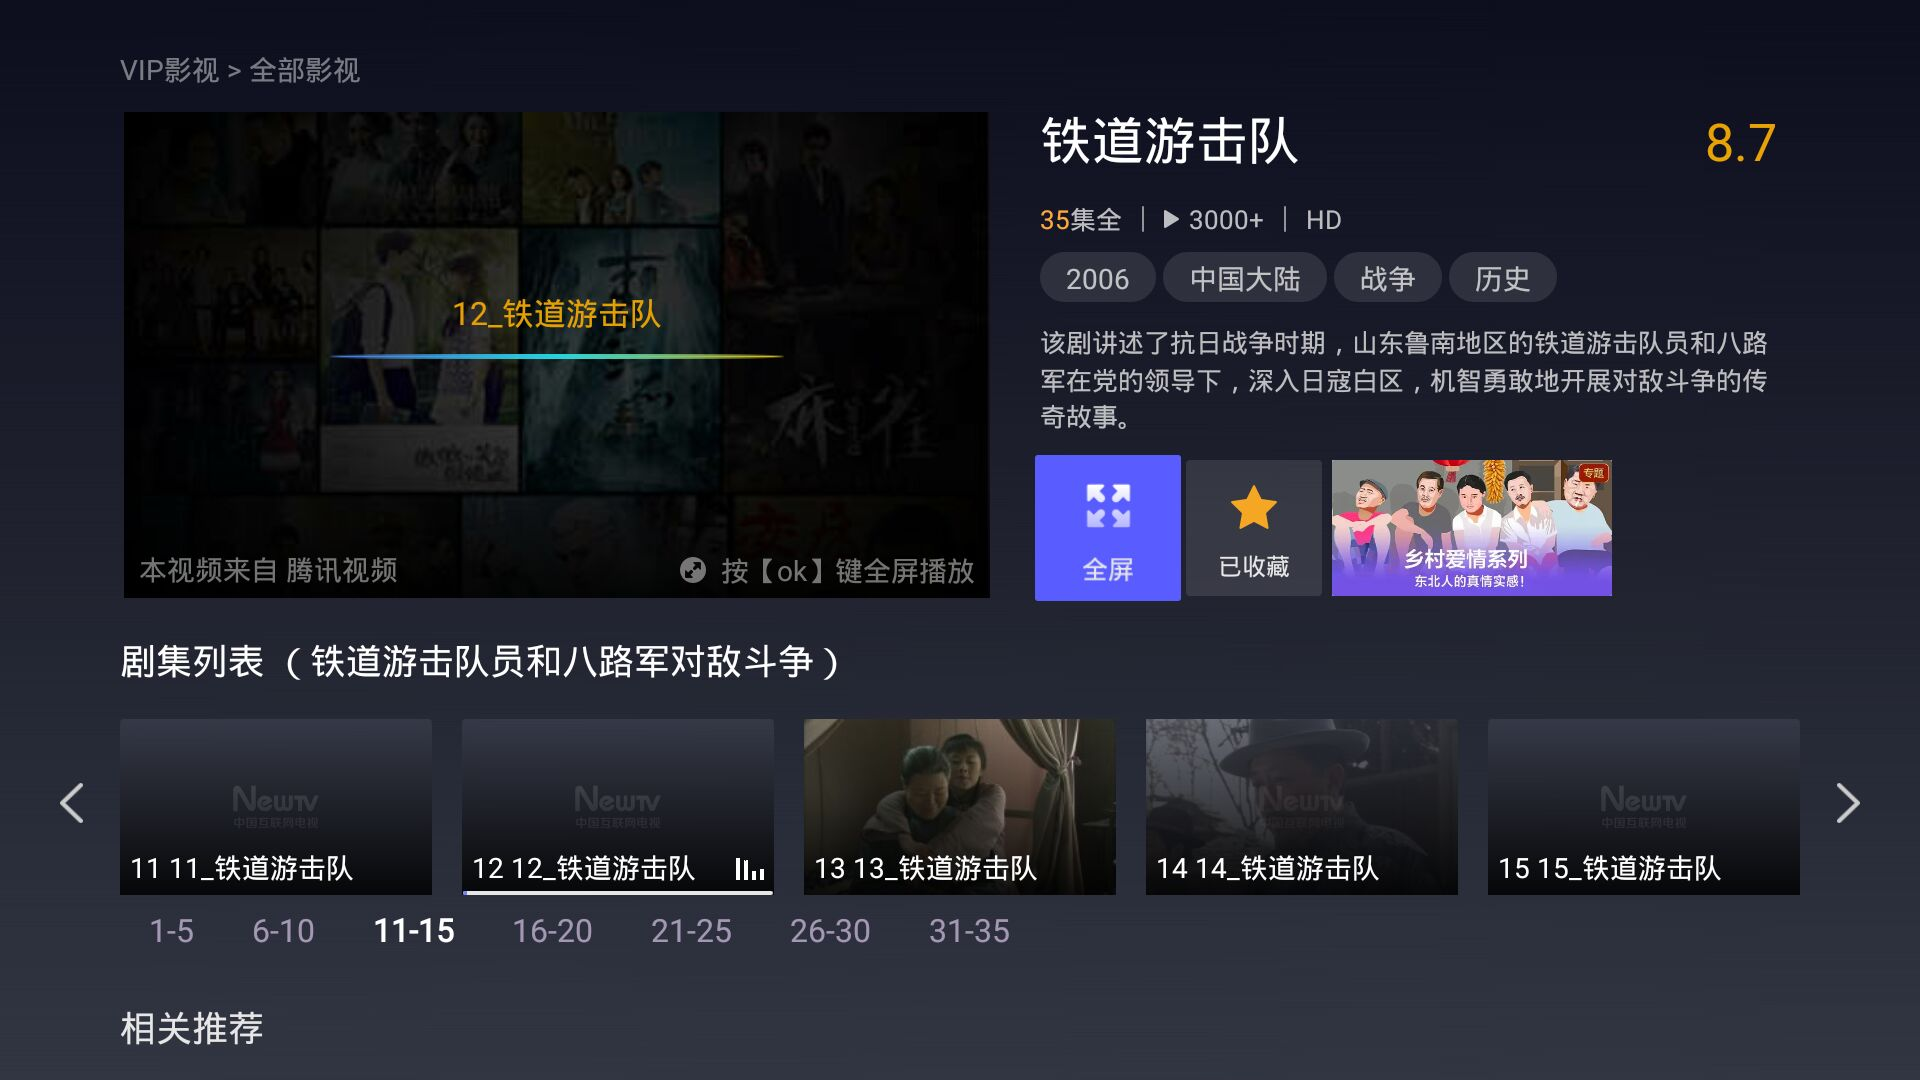 VIP影视 > 全部影视
铁道游击队
8.7
35集全 | ▶ 3000+ | HD
2006 中国大陆 战争 历史
该剧讲述了抗日战争时期，山东鲁南地区的铁道游击队员和八路
军在党的领导下，深入日寇白区，机智勇敢地开展对敌斗争的传
奇故事。
12_铁道游击队
麻雀
本视频来自 腾讯视频
按【ok】键全屏播放
全屏
已收藏
专题
乡村爱情系列
东北人的真情实感！
剧集列表（铁道游击队员和八路军对敌斗争）
NewTV
中国互联网电视
11 11_铁道游击队
NewTV
中国互联网电视
12 12_铁道游击队
13 13_铁道游击队
NewTV
中国互联网电视
14 14_铁道游击队
NewTV
中国互联网电视
15 15_铁道游击队
1-5 6-10 11-15 16-20 21-25 26-30 31-35
相关推荐